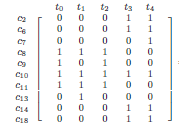 t0 t1 t2 t3 t4
c2 0 0 0 1 1
c6 0 0 0 1 1
c7 0 0 0 0 1
c8 1 1 1 0 0
c9 1 0 1 0 0
c10 1 1 1 1 1
c11 1 1 1 0 0
c13 0 0 0 1 0
c14 0 0 0 1 1
c18 0 0 0 1 1